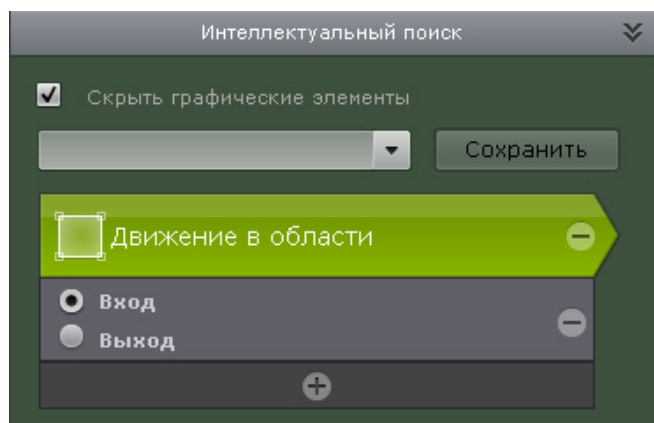 Интеллектуальный поиск
Скрыть графические элементы
Сохранить
Движение в области
Вход
Выход